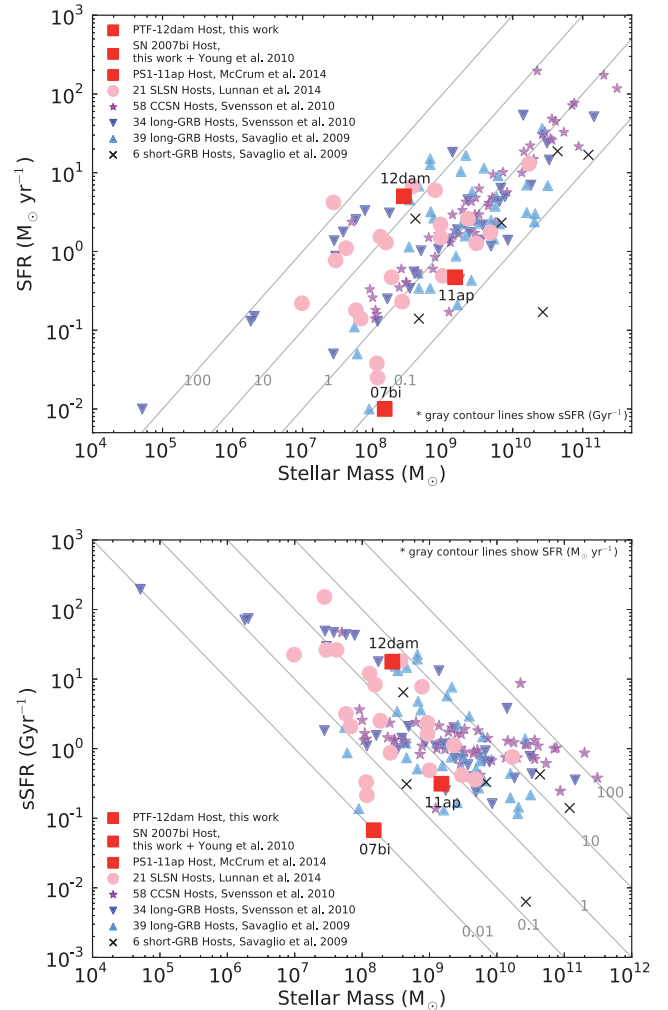 10³
10²
10¹
10⁰
10⁻¹
10⁻²
SFR (M⊙ yr⁻¹)
PTF-12dam Host, this work
SN 2007bi Host,
this work + Young et al. 2010
PS1-11ap Host, McCrum et al. 2014
21 SLSN Hosts, Lunnan et al. 2014
58 CCSN Hosts, Svensson et al. 2010
34 long-GRB Hosts, Svensson et al. 2010
39 long-GRB Hosts, Savaglio et al. 2009
6 short-GRB Hosts, Savaglio et al. 2009
12dam
11ap
07bi
100
10
1
0.1
* gray contour lines show sSFR (Gyr⁻¹)
10⁴ 10⁵ 10⁶ 10⁷ 10⁸ 10⁹ 10¹⁰ 10¹¹
Stellar Mass (M⊙)
10³
10²
10¹
10⁰
10⁻¹
10⁻²
10⁻³
sSFR (Gyr⁻¹)
* gray contour lines show SFR (M⊙ yr⁻¹)
12dam
11ap
07bi
100
10
1
0.1
0.01
PTF-12dam Host, this work
SN 2007bi Host,
this work + Young et al. 2010
PS1-11ap Host, McCrum et al. 2014
21 SLSN Hosts, Lunnan et al. 2014
58 CCSN Hosts, Svensson et al. 2010
34 long-GRB Hosts, Svensson et al. 2010
39 long-GRB Hosts, Savaglio et al. 2009
6 short-GRB Hosts, Savaglio et al. 2009
10⁴ 10⁵ 10⁶ 10⁷ 10⁸ 10⁹ 10¹⁰ 10¹¹ 10¹²
Stellar Mass (M⊙)